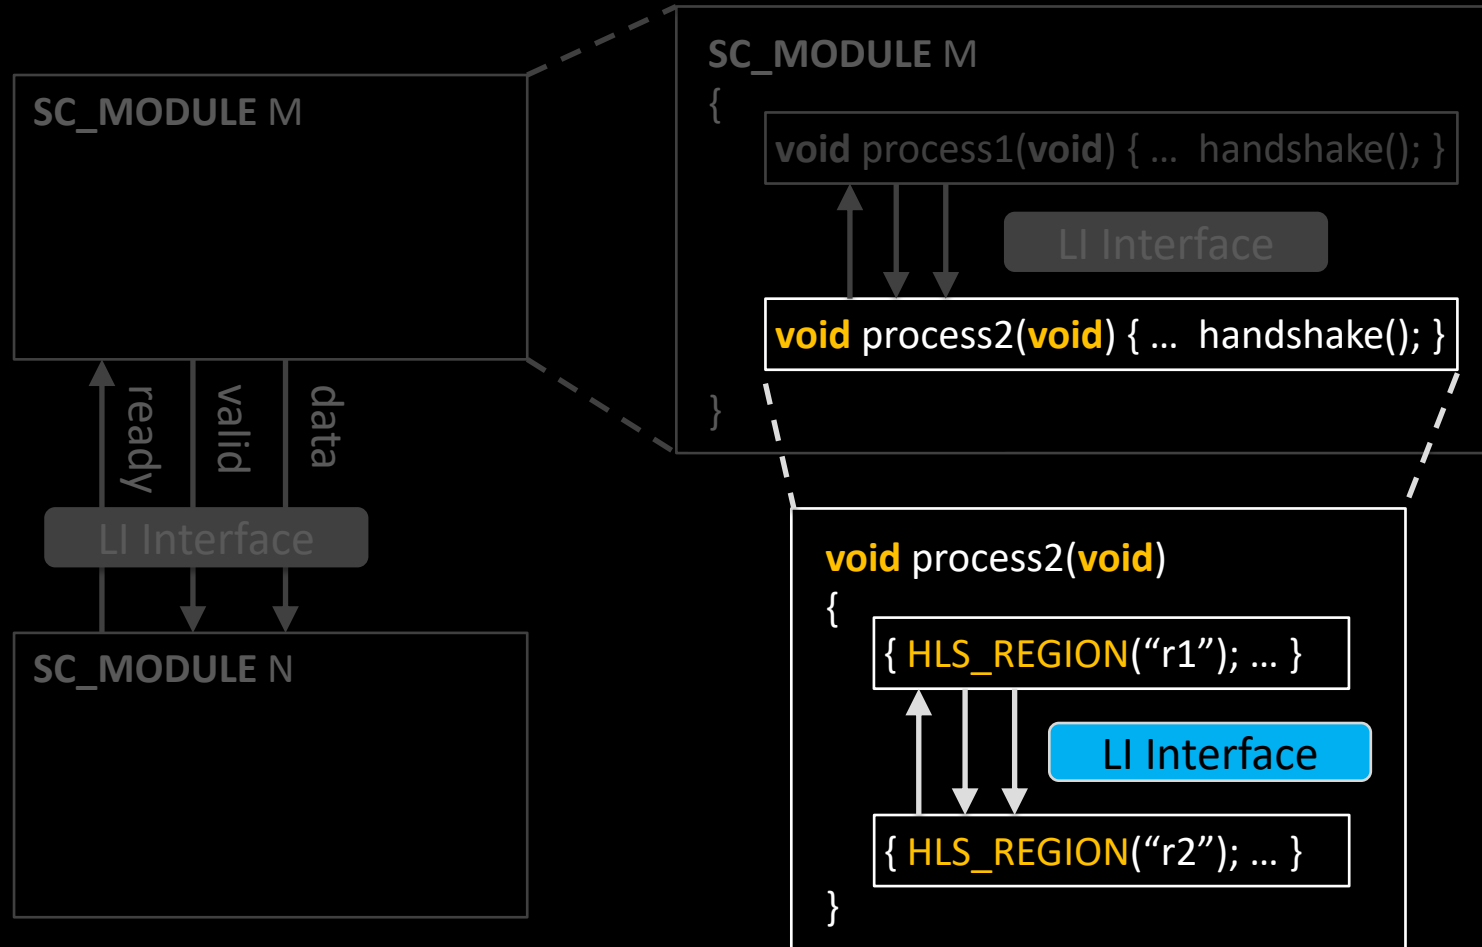 SC_MODULE M
ready
valid
data
LI Interface
SC_MODULE N
SC_MODULE M
{
void process1(void) { … handshake(); }
LI Interface
void process2(void) { … handshake(); }
}
void process2(void)
{
{ HLS_REGION(“r1”); … }
LI Interface
{ HLS_REGION(“r2”); … }
}